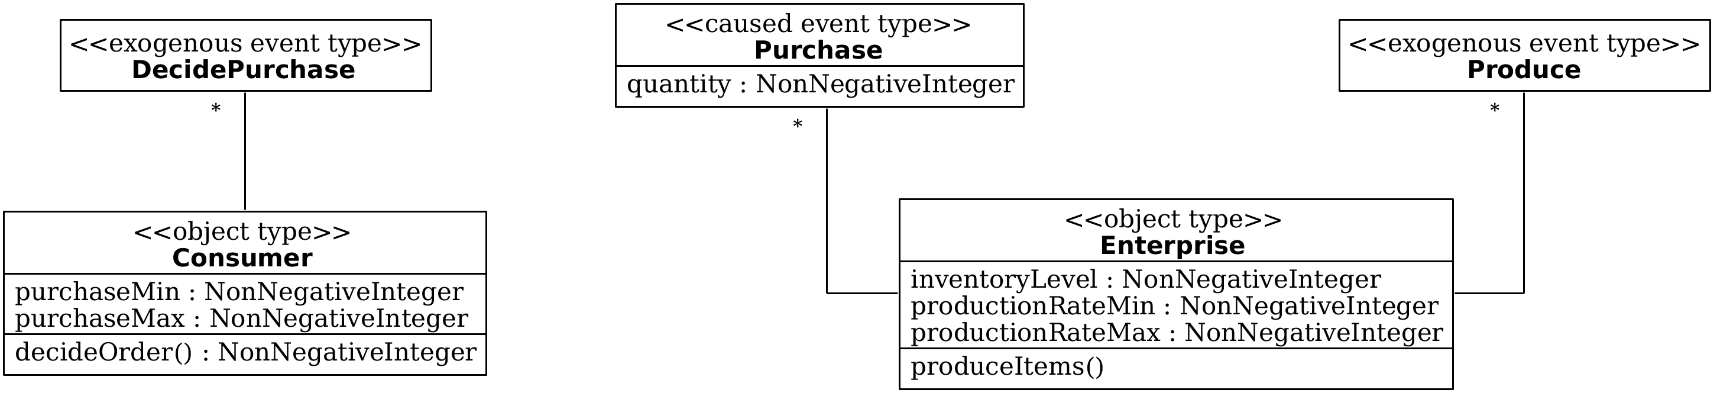 <<exogenous event type>>
DecidePurchase
*
<<object type>>
Consumer
purchaseMin : NonNegativeInteger
purchaseMax : NonNegativeInteger
decideOrder() : NonNegativeInteger
<<caused event type>>
Purchase
quantity : NonNegativeInteger
*
<<exogenous event type>>
Produce
*
<<object type>>
Enterprise
inventoryLevel : NonNegativeInteger
productionRateMin : NonNegativeInteger
productionRateMax : NonNegativeInteger
produceItems()